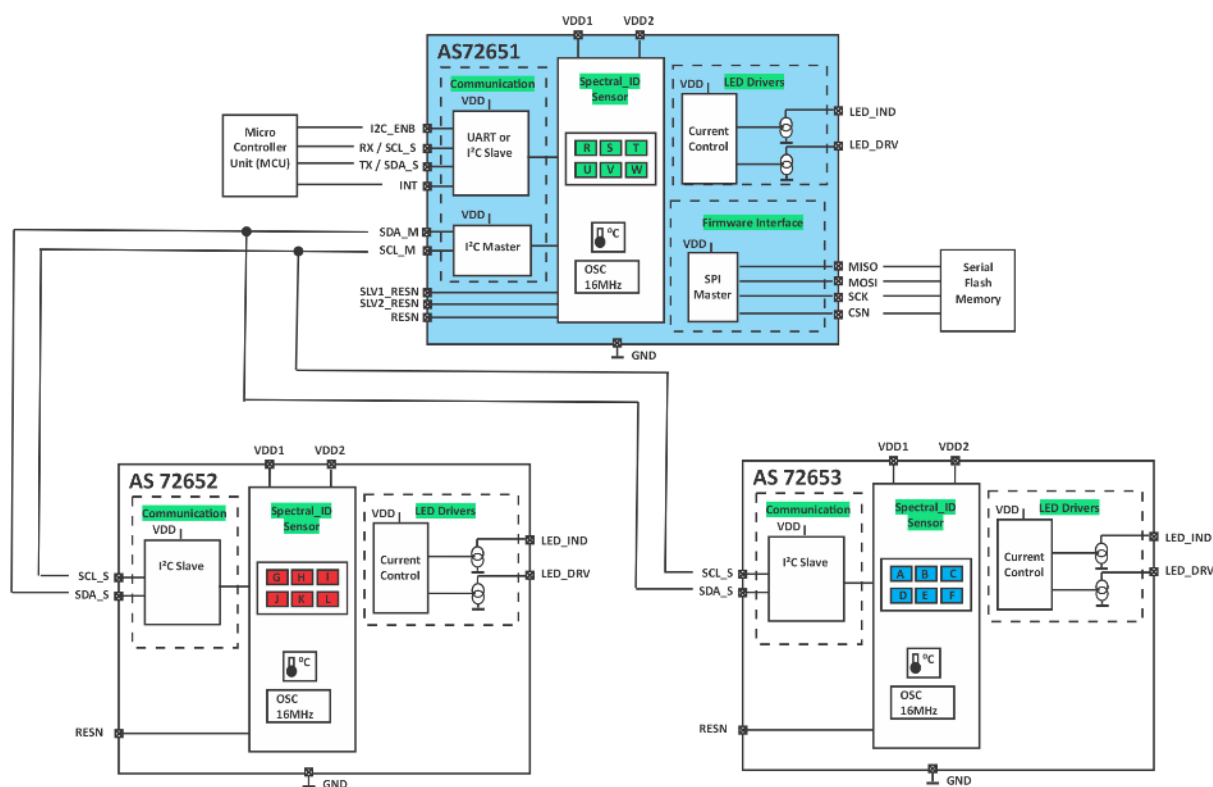 VDD1 VDD2
AS72651
Communication
VDD
UART or
I²C Slave
VDD
I²C Master
Spectral_ID
Sensor
R S T
U V W
°C
OSC
16MHz
LED Drivers
VDD
Current
Control
LED_IND
LED_DRV
Firmware Interface
VDD
SPI
Master
MISO
MOSI
SCK
CSN
Serial
Flash
Memory
Micro
Controller
Unit (MCU)
I2C_ENB
RX / SCL_S
TX / SDA_S
INT
SDA_M
SCL_M
SLV1_RESN
SLV2_RESN
RESN
GND
VDD1 VDD2
AS 72652
Communication
VDD
I²C Slave
Spectral_ID
Sensor
G H I
J K L
°C
OSC
16MHz
LED Drivers
VDD
Current
Control
LED_IND
LED_DRV
SCL_S
SDA_S
RESN
GND
VDD1 VDD2
AS 72653
Communication
VDD
I²C Slave
Spectral_ID
Sensor
A B C
D E F
°C
OSC
16MHz
LED Drivers
VDD
Current
Control
LED_IND
LED_DRV
SCL_S
SDA_S
RESN
GND